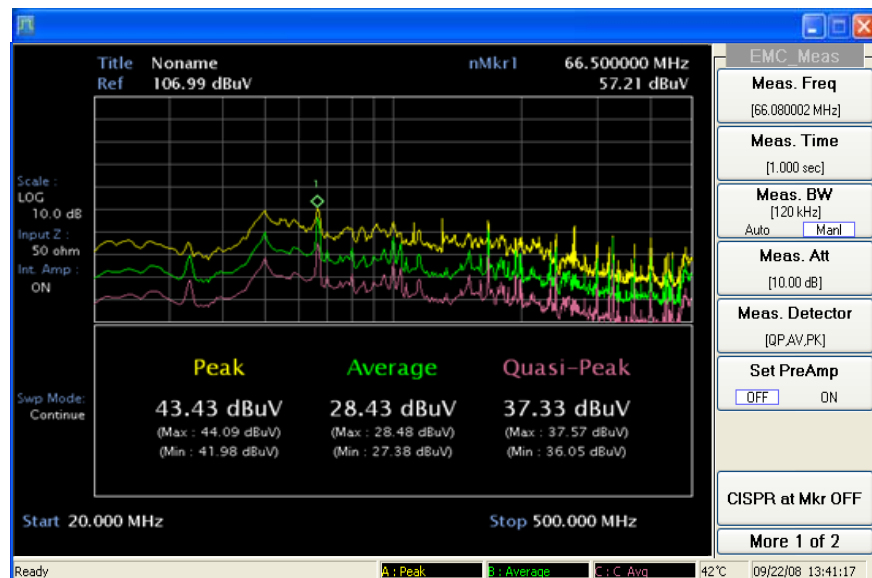 Title Noname nMkr1 66.500000 MHz
Ref 106.99 dBuV 57.21 dBuV
Scale :
LOG
10.0 dB
Input Z :
50 ohm
Int. Amp :
ON
1
Peak Average Quasi-Peak
43.43 dBuV 28.43 dBuV 37.33 dBuV
(Max : 44.09 dBuV) (Max : 28.48 dBuV) (Max : 37.57 dBuV)
(Min : 41.98 dBuV) (Min : 27.38 dBuV) (Min : 36.05 dBuV)
Swp Mode:
Continue
Start 20.000 MHz Stop 500.000 MHz
EMC_Meas
Meas. Freq
[66.080002 MHz]
Meas. Time
[1.000 sec]
Meas. BW
[120 kHz]
Auto Manl
Meas. Att
[10.00 dB]
Meas. Detector
[QP,AV,PK]
Set PreAmp
OFF ON
CISPR at Mkr OFF
More 1 of 2
Ready A : Peak B : Average C : C_Avg 42°C 09/22/08 13:41:17